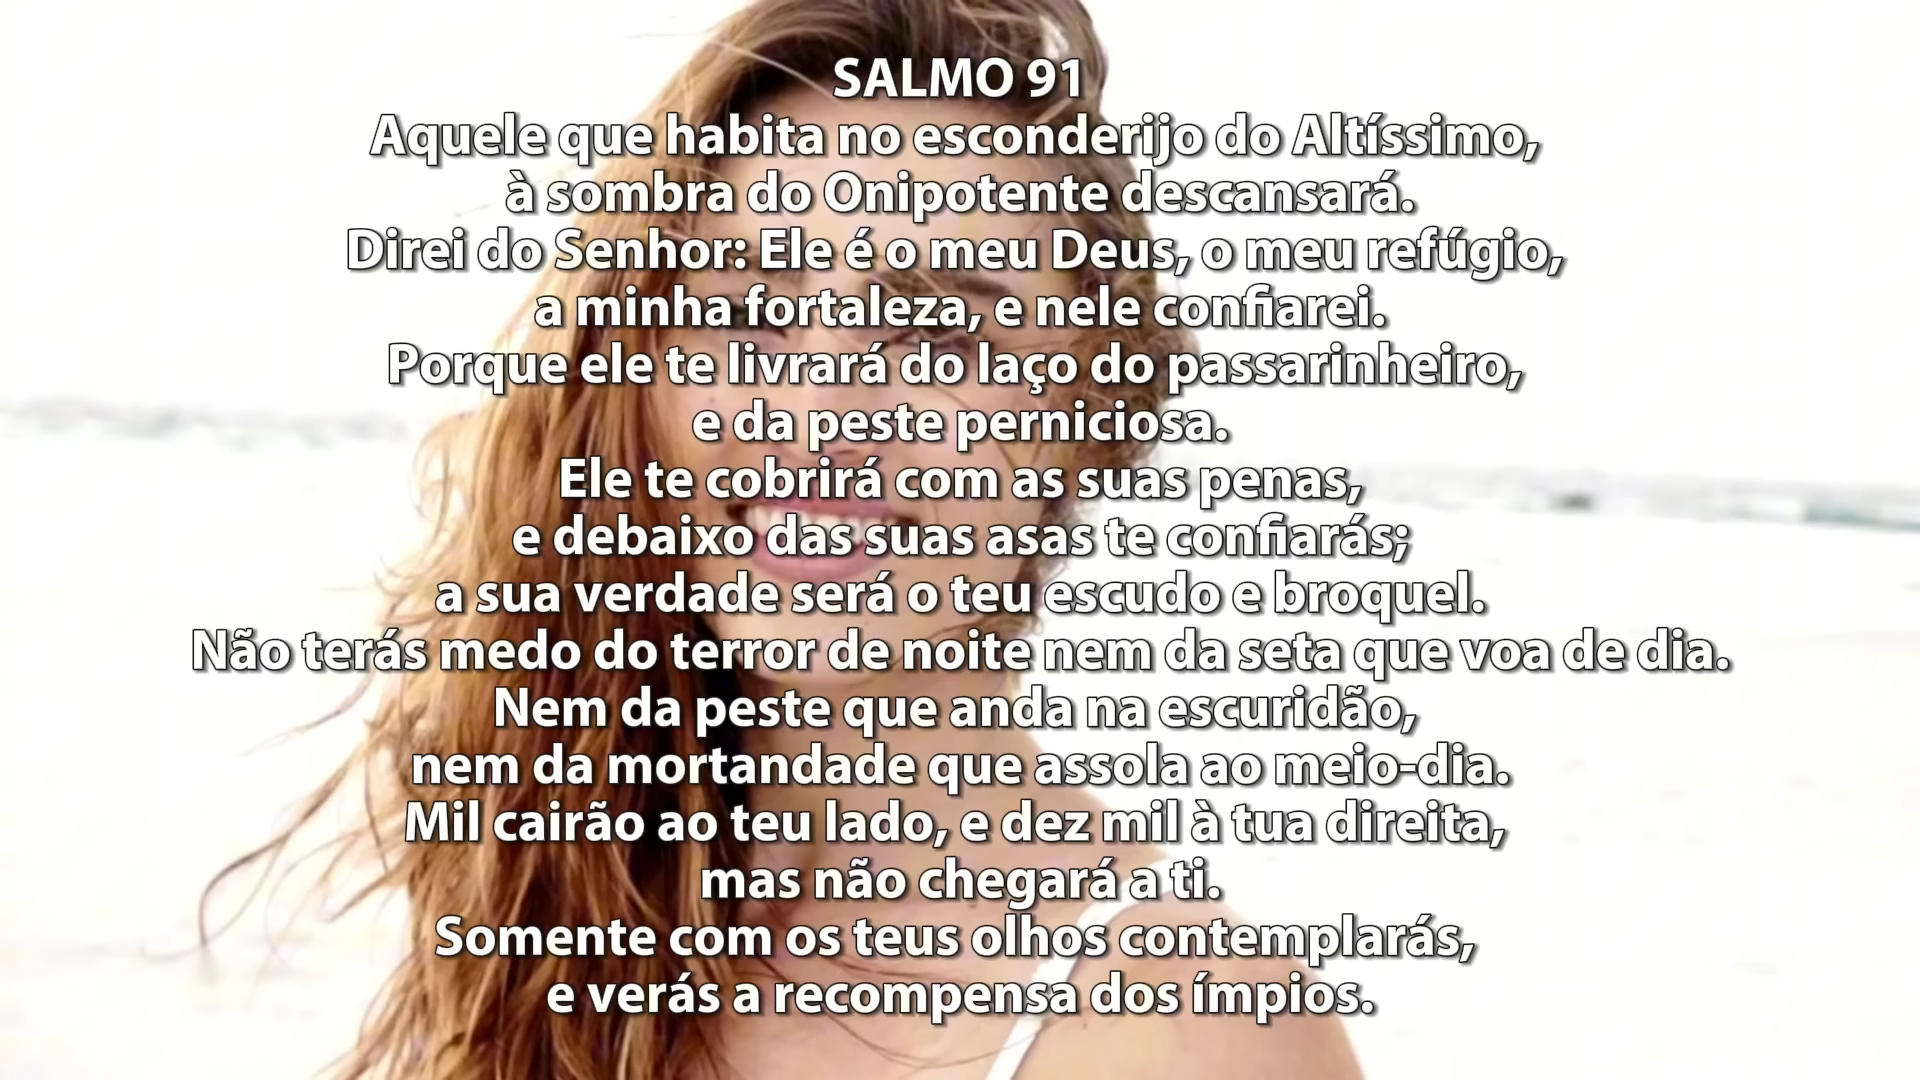 SALMO 91
Aquele que habita no esconderijo do Altíssimo,
à sombra do Onipotente descansará.
Direi do Senhor: Ele é o meu Deus, o meu refúgio,
a minha fortaleza, e nele confiarei.
Porque ele te livrará do laço do passarinheiro,
e da peste perniciosa.
Ele te cobrirá com as suas penas,
e debaixo das suas asas te confiarás;
a sua verdade será o teu escudo e broquel.
Não terás medo do terror de noite nem da seta que voa de dia.
Nem da peste que anda na escuridão,
nem da mortandade que assola ao meio-dia.
Mil cairão ao teu lado, e dez mil à tua direita,
mas não chegará a ti.
Somente com os teus olhos contemplarás,
e verás a recompensa dos ímpios.